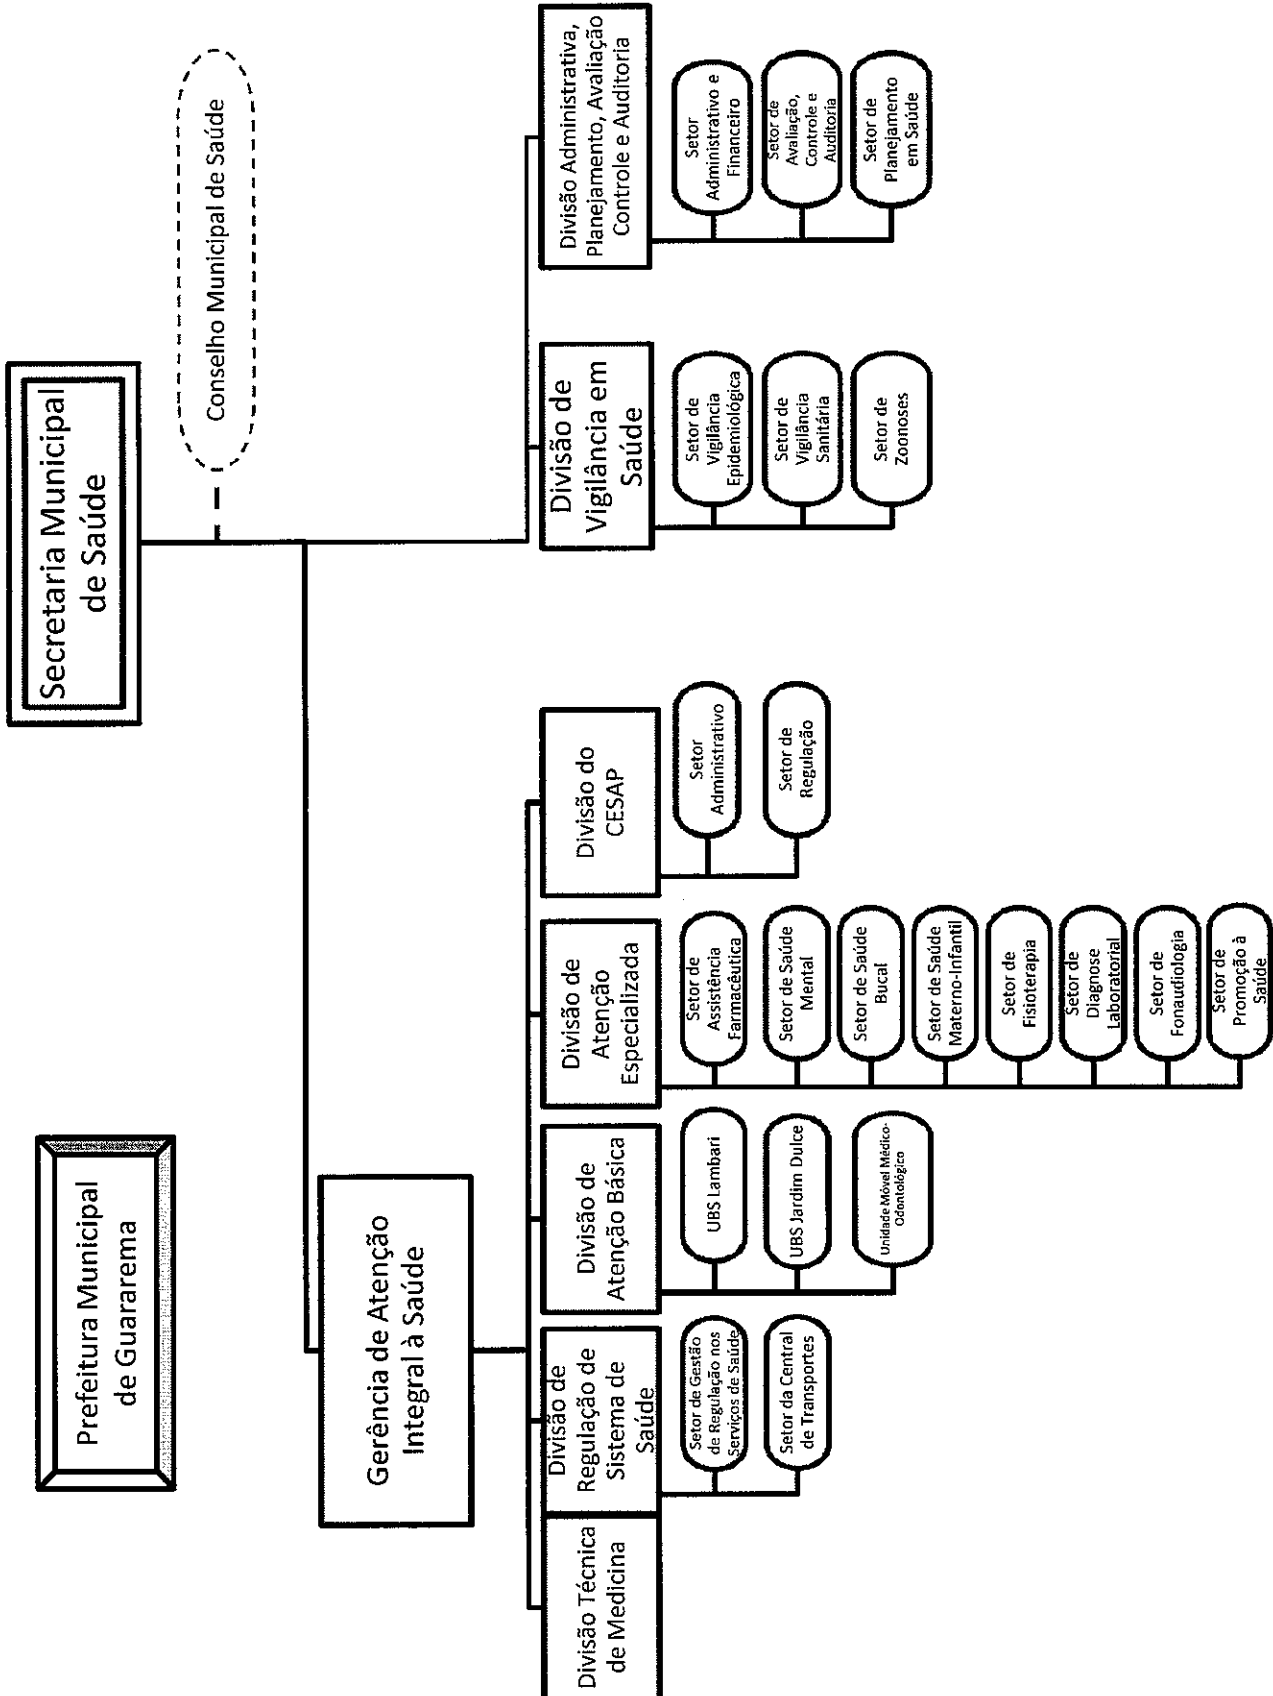 Prefeitura Municipal
de Guararema
Secretaria Municipal
de Saúde
Conselho Municipal de Saúde
Gerência de Atenção
Integral à Saúde
Divisão Técnica
de Medicina
Divisão de
Regulação de
Sistema de
Saúde
Setor de Gestão
de Regulação nos
Serviços de Saúde
Setor da Central
de Transportes
Divisão de
Atenção Básica
UBS Lambari
UBS Jardim Dulce
Unidade Móvel Médico-
Odontológico
Divisão de
Atenção
Especializada
Setor de
Assistência
Farmacêutica
Setor de Saúde
Mental
Setor de Saúde
Bucal
Setor de Saúde
Materno-Infantil
Setor de
Fisioterapia
Setor de
Diagnose
Laboratorial
Setor de
Fonaudiologia
Setor de
Promoção à
Saúde
Divisão do
CESAP
Setor
Administrativo
Setor de
Regulação
Divisão de
Vigilância em
Saúde
Setor de
Vigilância
Epidemiológica
Setor de
Vigilância
Sanitária
Setor de
Zoonoses
Divisão Administrativa,
Planejamento, Avaliação
Controle e Auditoria
Setor
Administrativo e
Financeiro
Setor de
Avaliação,
Controle e
Auditoria
Setor de
Planejamento
em Saúde